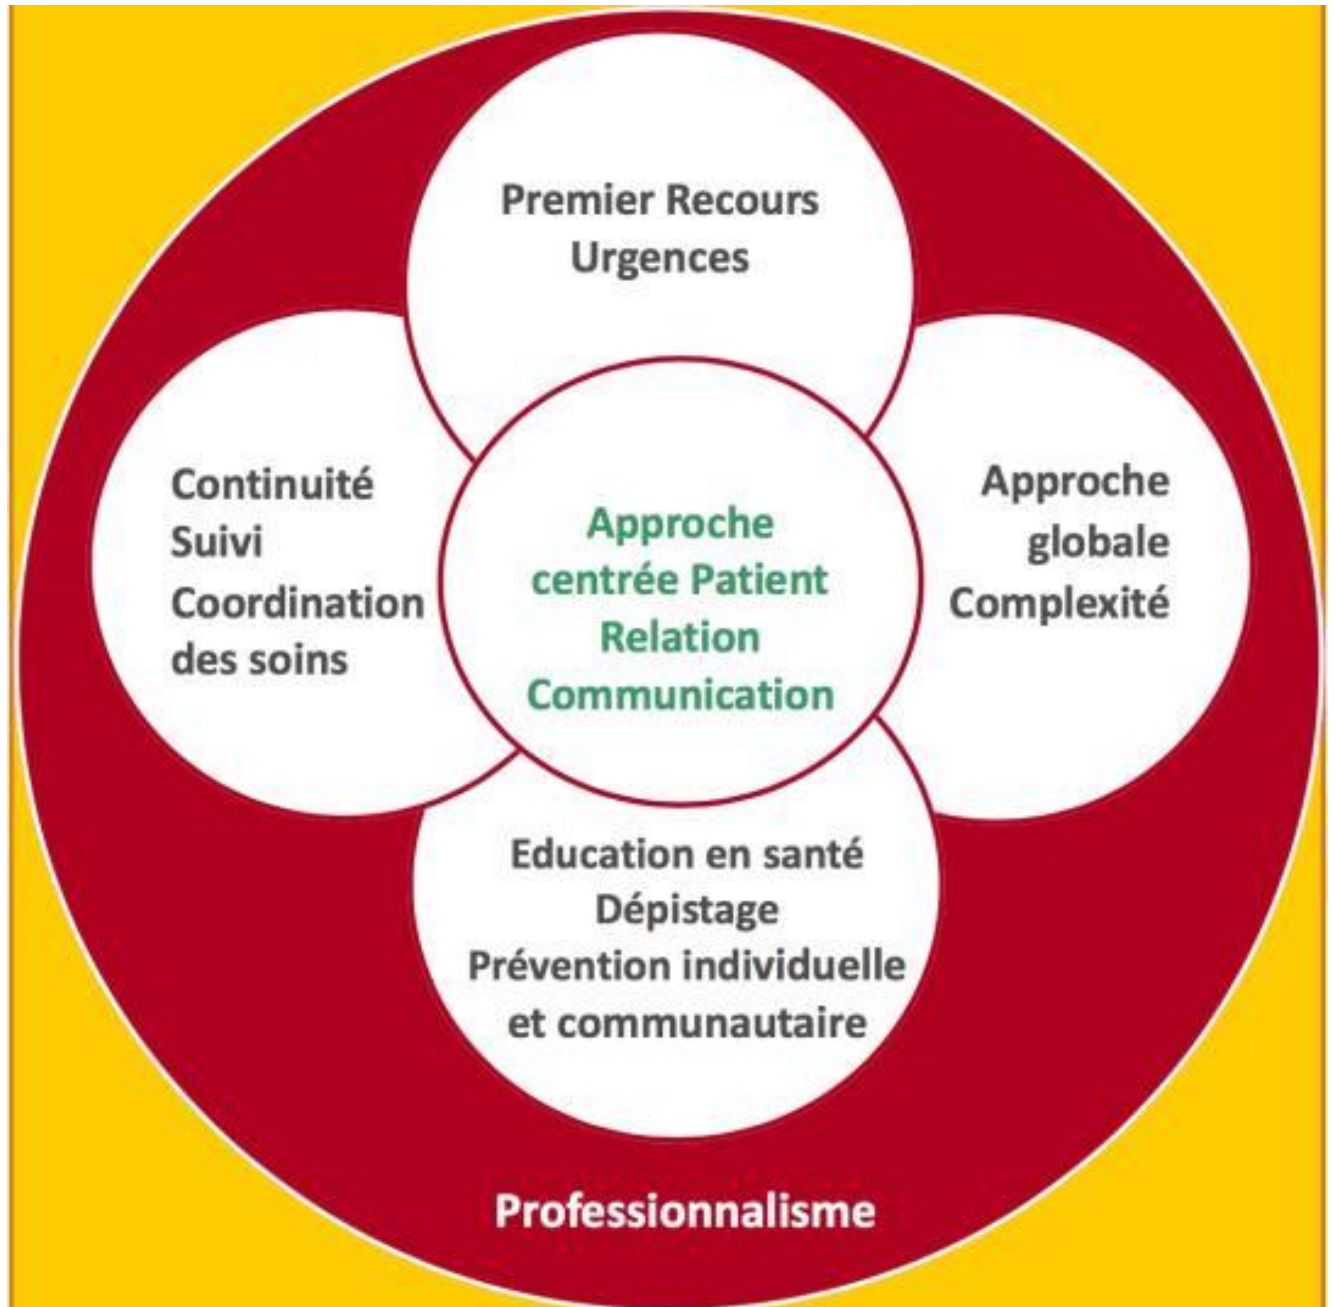 Premier Recours
Urgences
Continuité
Suivi
Coordination
des soins
Approche
centrée Patient
Relation
Communication
Approche
globale
Complexité
Education en santé
Dépistage
Prévention individuelle
et communautaire
Professionnalisme